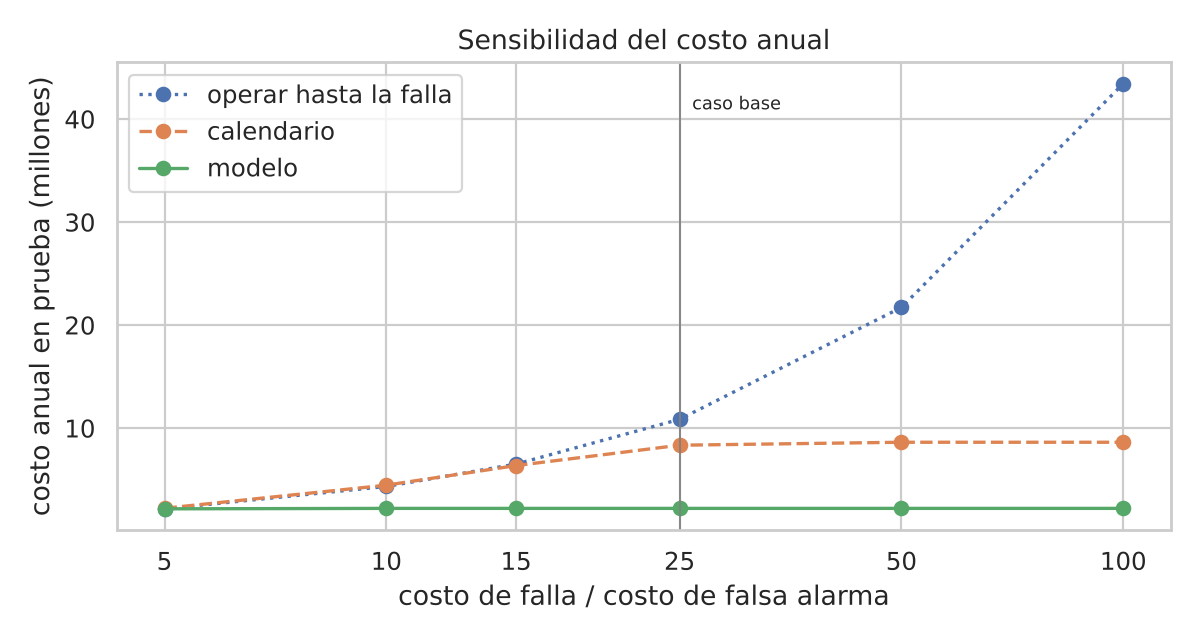 Sensibilidad del costo anual
operar hasta la falla
calendario
modelo
caso base
costo anual en prueba (millones)
40
30
20
10
5 10 15 25 50 100
costo de falla / costo de falsa alarma